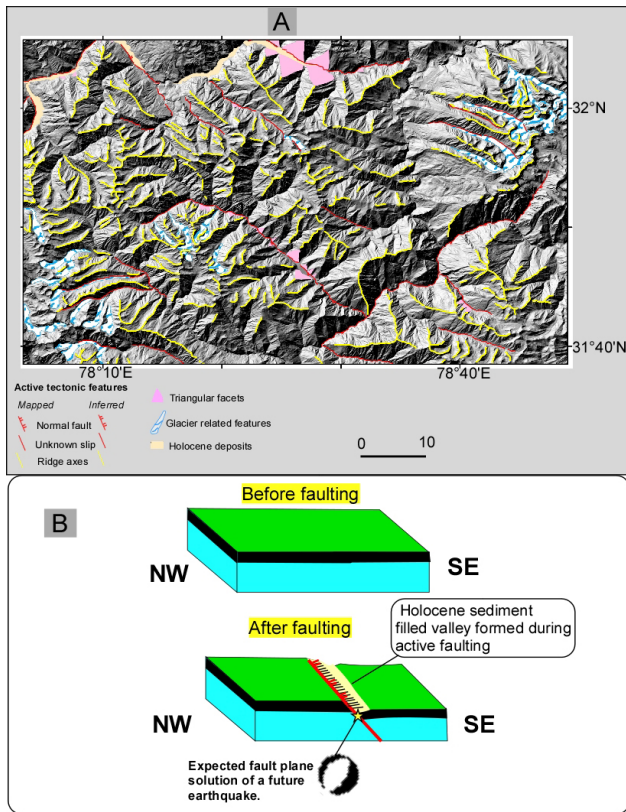 A
32°N
31°40'N
78°10'E
78°40'E
Active tectonic features
Mapped Inferred
Normal fault
Unknown slip
Ridge axes
Triangular facets
Glacier related features
Holocene deposits
0 10
B
Before faulting
NW
SE
After faulting
Holocene sediment
filled valley formed during
active faulting
NW
SE
Expected fault plane
solution of a future
earthquake.